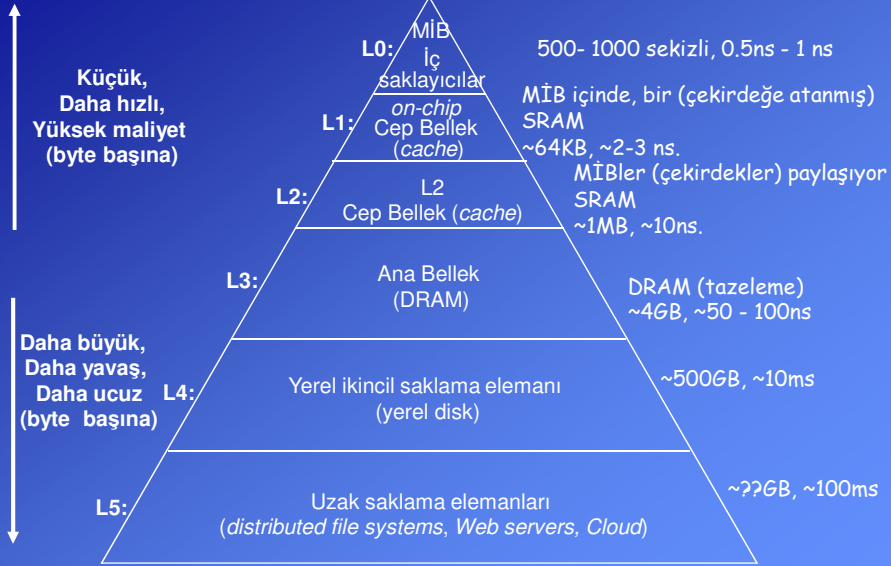 MİB
L0:
İç
saklayıcılar
500- 1000 sekizli, 0.5ns - 1 ns
Küçük,
Daha hızlı,
Yüksek maliyet
(byte başına)
L1:
on-chip
Cep Bellek
(cache)
MİB içinde, bir (çekirdeğe atanmış)
SRAM
~64KB, ~2-3 ns.
L2:
L2
Cep Bellek (cache)
MİBler (çekirdekler) paylaşıyor
SRAM
~1MB, ~10ns.
L3:
Ana Bellek
(DRAM)
DRAM (tazeleme)
~4GB, ~50 - 100ns
Daha büyük,
Daha yavaş,
Daha ucuz
(byte başına)
L4:
Yerel ikincil saklama elemanı
(yerel disk)
~500GB, ~10ms
L5:
Uzak saklama elemanları
(distributed file systems, Web servers, Cloud)
~??GB, ~100ms